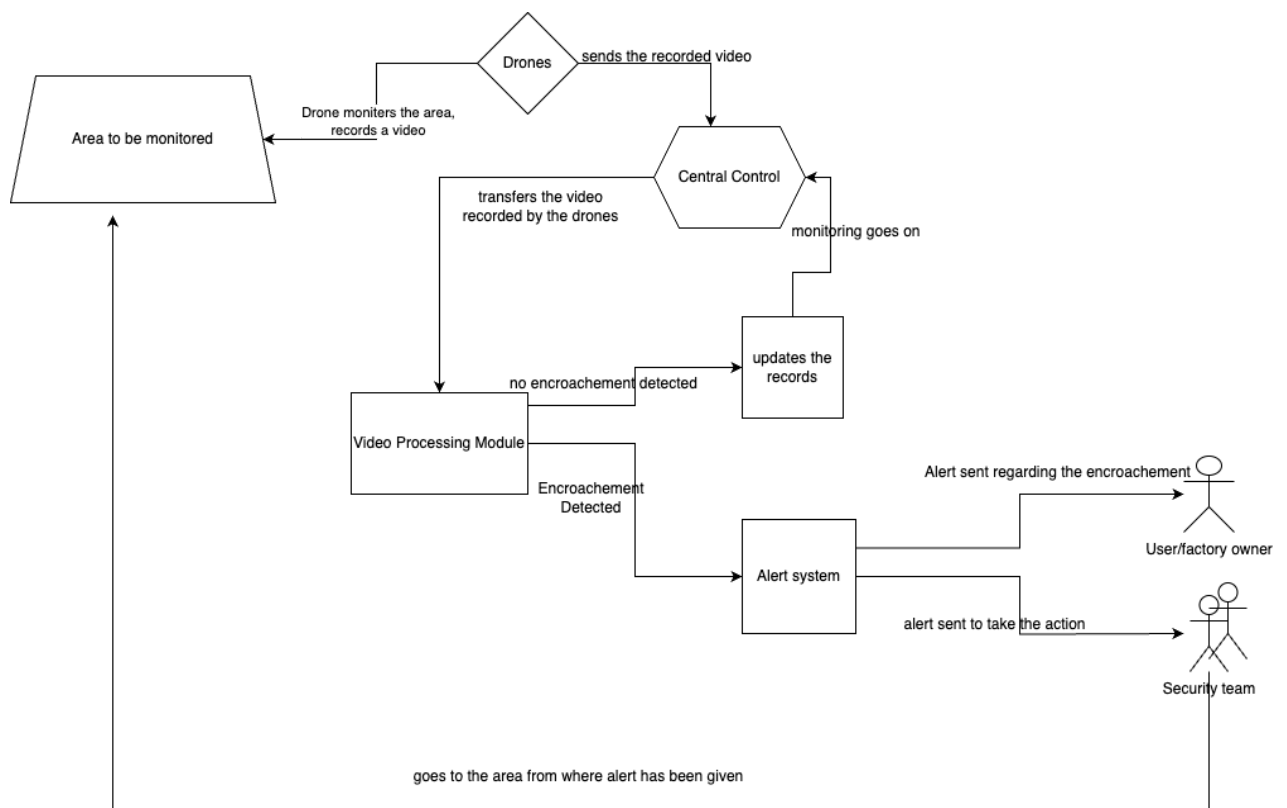 Drones
sends the recorded video
Drone moniters the area,
records a video
Area to be monitored
Central Control
transfers the video
recorded by the drones
monitoring goes on
updates the
records
no encroachement detected
Video Processing Module
Encroachement
Detected
Alert sent regarding the encroachement
User/factory owner
Alert system
alert sent to take the action
Security team
goes to the area from where alert has been given